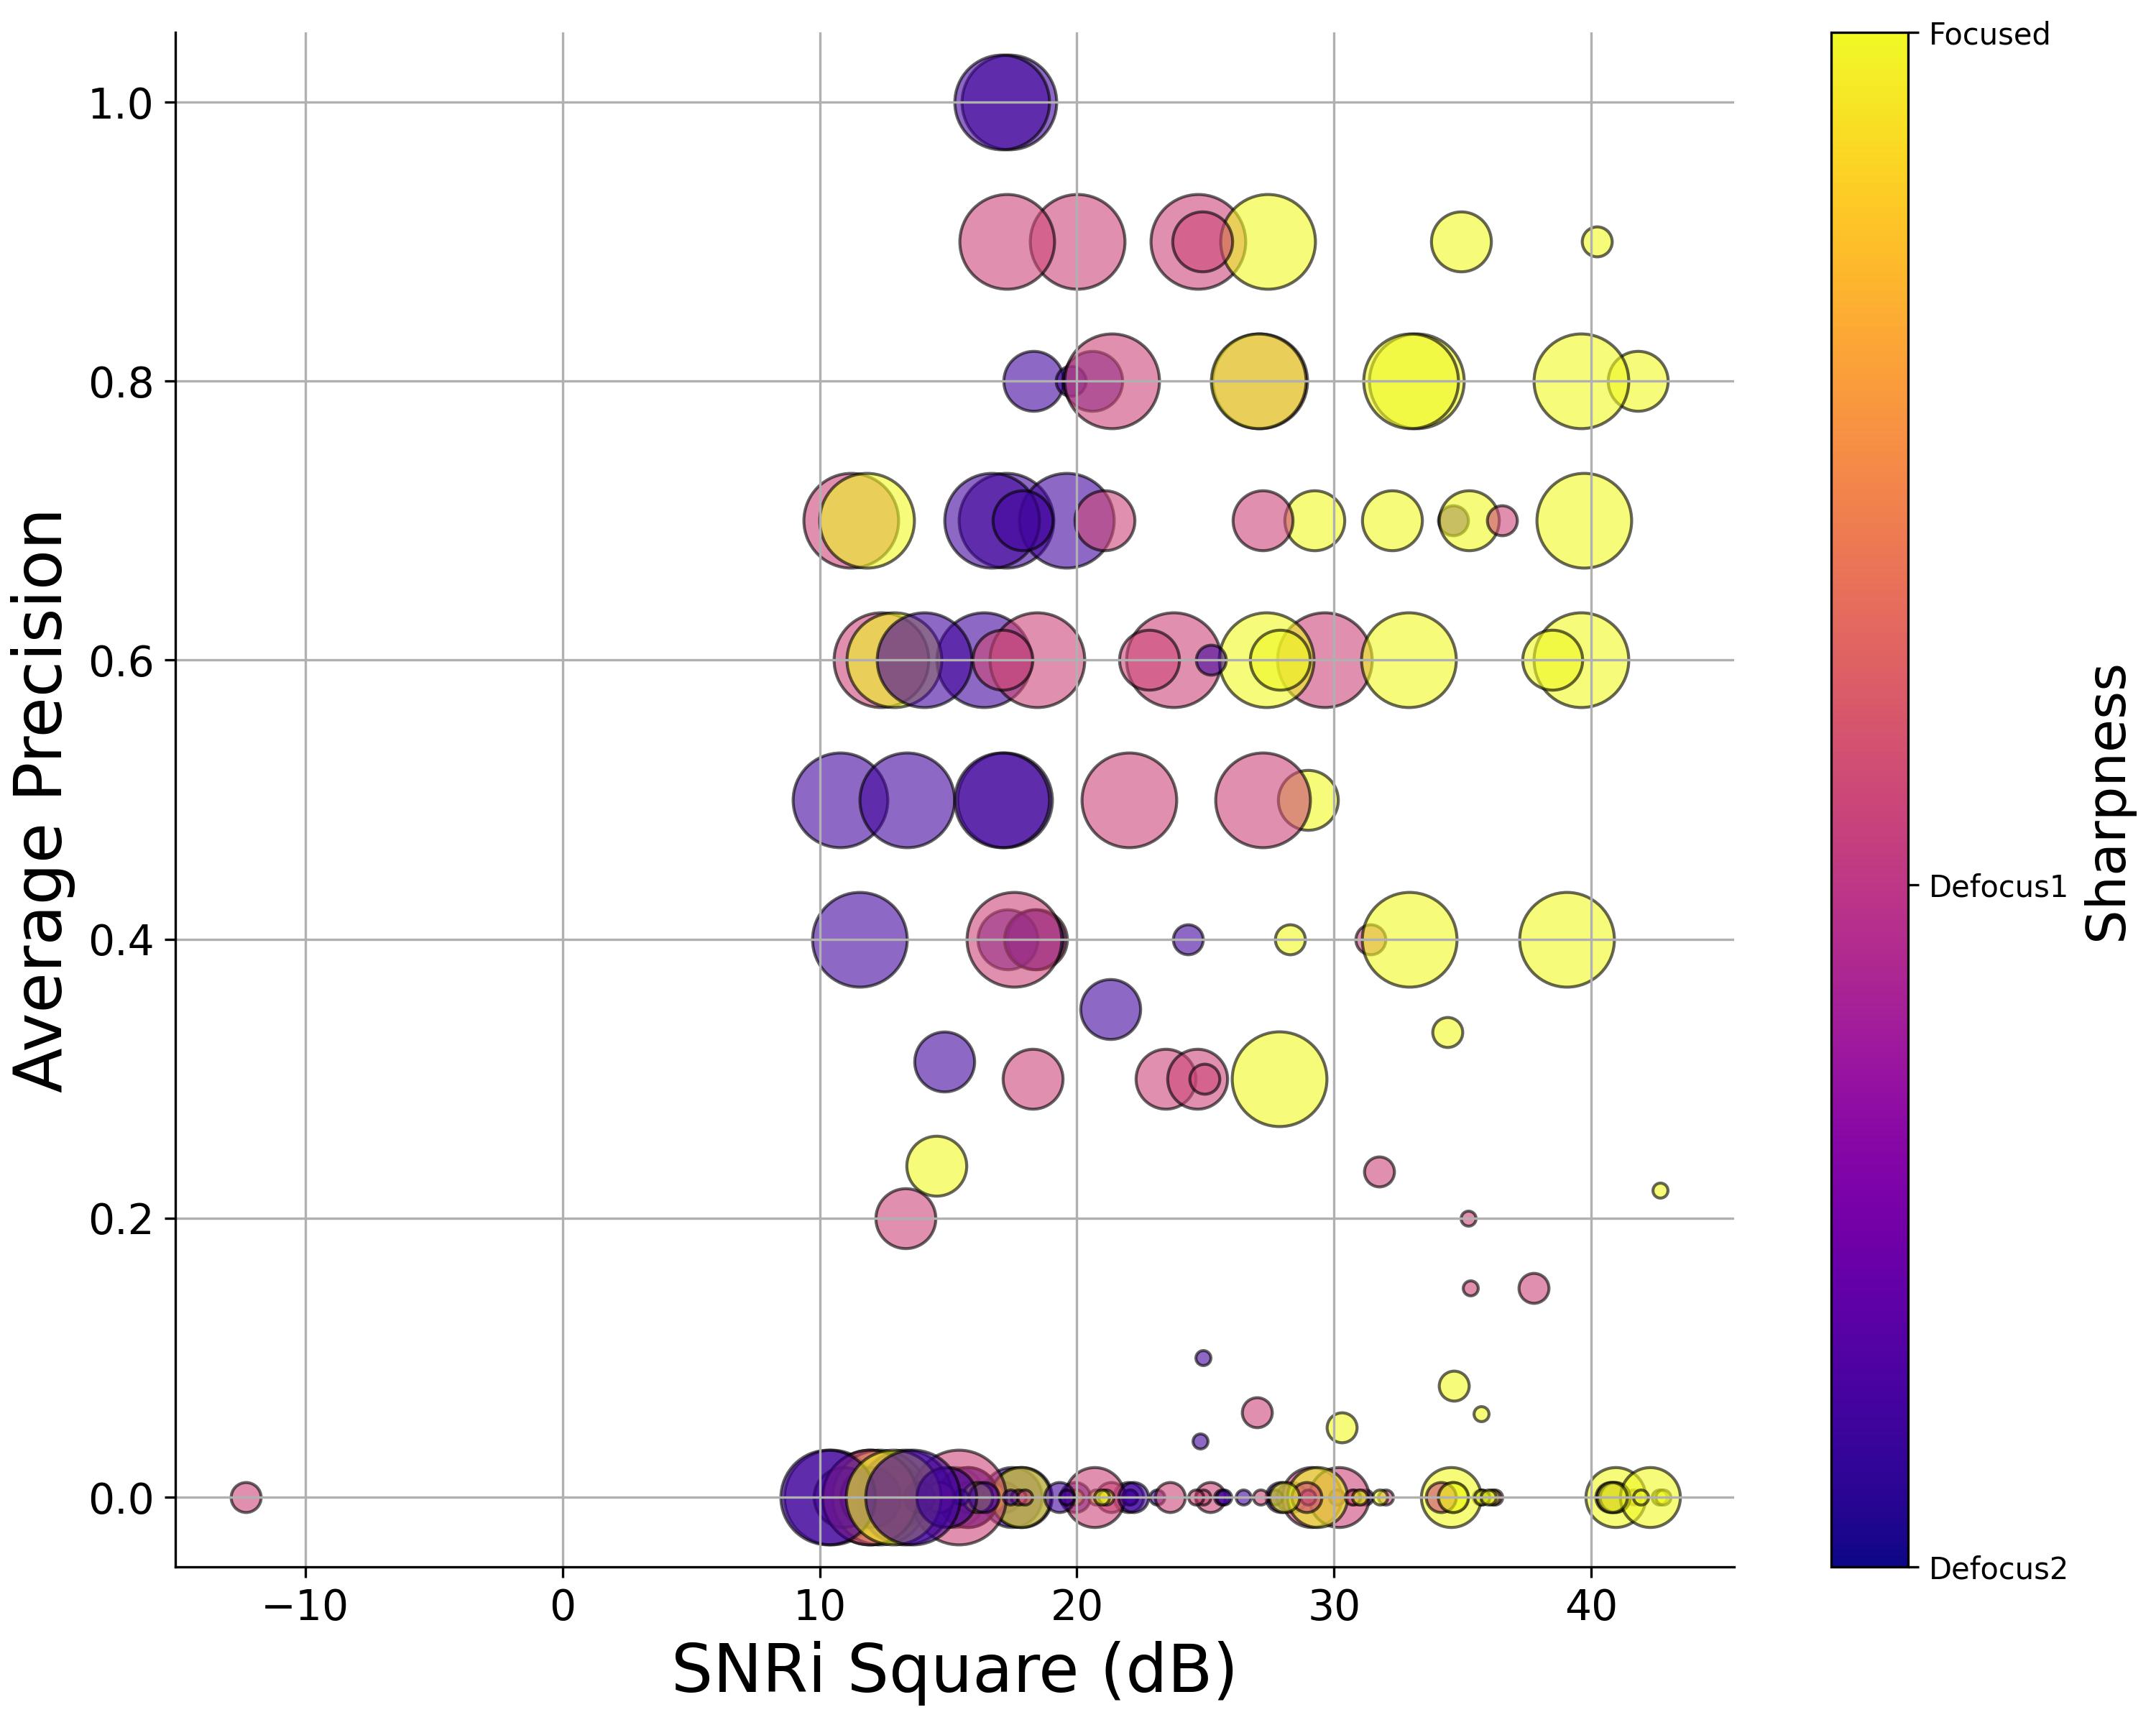 Average Precision
1.0
0.8
0.6
0.4
0.2
0.0
−10
0
10
20
30
40
SNRi Square (dB)
Focused
Defocus1
Defocus2
Sharpness